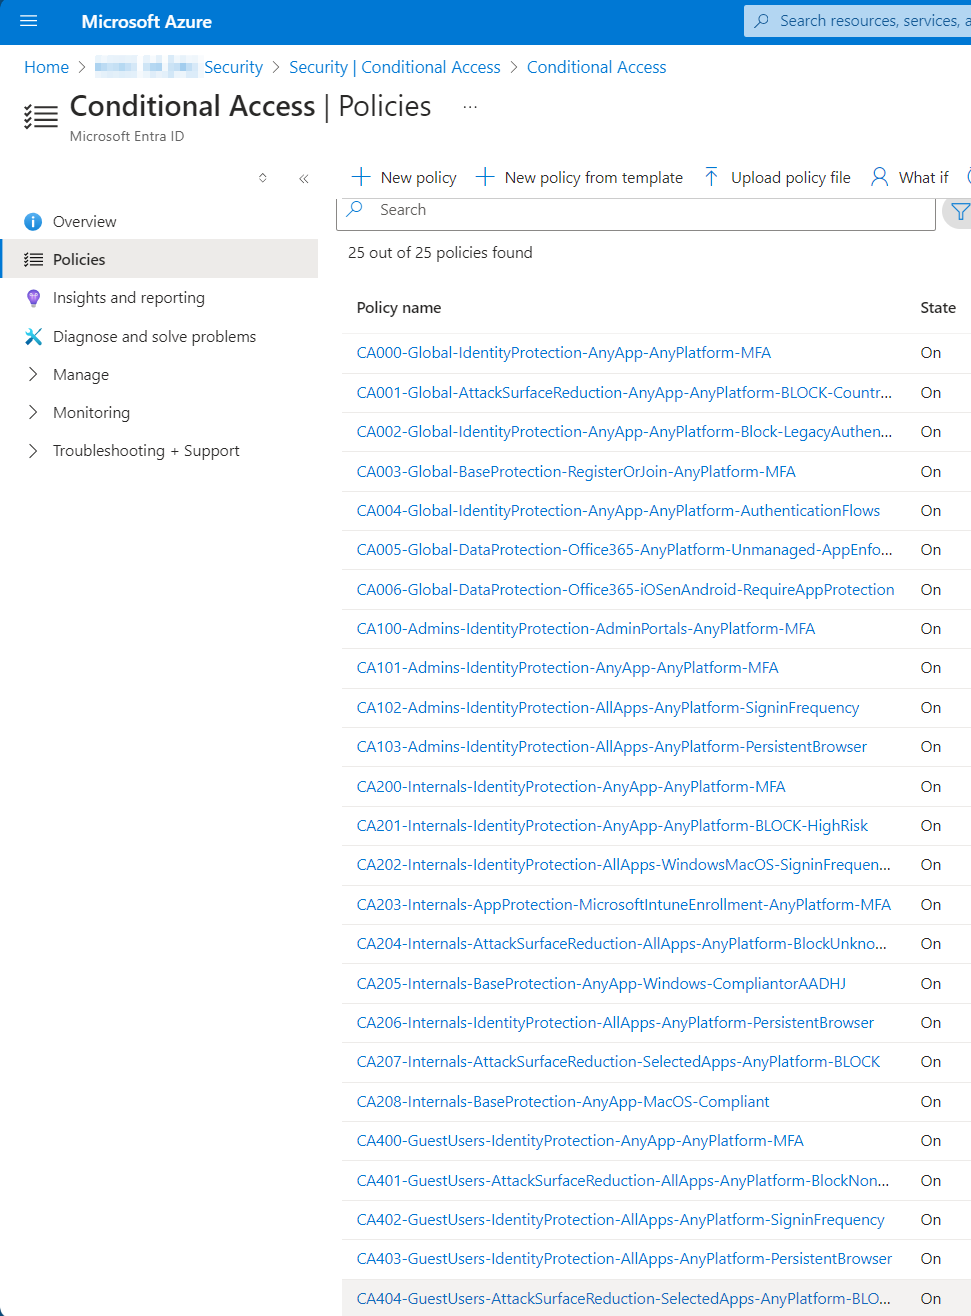 Microsoft Azure
Search resources, services, a
Home > Security > Security | Conditional Access > Conditional Access
Conditional Access | Policies ...
Microsoft Entra ID
New policy New policy from template Upload policy file What if
Overview
Policies
Insights and reporting
Diagnose and solve problems
Manage
Monitoring
Troubleshooting + Support
Search
25 out of 25 policies found
Policy name State
CA000-Global-IdentityProtection-AnyApp-AnyPlatform-MFA On
CA001-Global-AttackSurfaceReduction-AnyApp-AnyPlatform-BLOCK-Countr... On
CA002-Global-IdentityProtection-AnyApp-AnyPlatform-Block-LegacyAuthen... On
CA003-Global-BaseProtection-RegisterOrJoin-AnyPlatform-MFA On
CA004-Global-IdentityProtection-AnyApp-AnyPlatform-AuthenticationFlows On
CA005-Global-DataProtection-Office365-AnyPlatform-Unmanaged-AppEnfo... On
CA006-Global-DataProtection-Office365-iOSenAndroid-RequireAppProtection On
CA100-Admins-IdentityProtection-AdminPortals-AnyPlatform-MFA On
CA101-Admins-IdentityProtection-AnyApp-AnyPlatform-MFA On
CA102-Admins-IdentityProtection-AllApps-AnyPlatform-SigninFrequency On
CA103-Admins-IdentityProtection-AllApps-AnyPlatform-PersistentBrowser On
CA200-Internals-IdentityProtection-AnyApp-AnyPlatform-MFA On
CA201-Internals-IdentityProtection-AnyApp-AnyPlatform-BLOCK-HighRisk On
CA202-Internals-IdentityProtection-AllApps-WindowsMacOS-SigninFrequen... On
CA203-Internals-AppProtection-MicrosoftIntuneEnrollment-AnyPlatform-MFA On
CA204-Internals-AttackSurfaceReduction-AllApps-AnyPlatform-BlockUnkno... On
CA205-Internals-BaseProtection-AnyApp-Windows-CompliantorAADHJ On
CA206-Internals-IdentityProtection-AllApps-AnyPlatform-PersistentBrowser On
CA207-Internals-AttackSurfaceReduction-SelectedApps-AnyPlatform-BLOCK On
CA208-Internals-BaseProtection-AnyApp-MacOS-Compliant On
CA400-GuestUsers-IdentityProtection-AnyApp-AnyPlatform-MFA On
CA401-GuestUsers-AttackSurfaceReduction-AllApps-AnyPlatform-BlockNon... On
CA402-GuestUsers-IdentityProtection-AllApps-AnyPlatform-SigninFrequency On
CA403-GuestUsers-IdentityProtection-AllApps-AnyPlatform-PersistentBrowser On
CA404-GuestUsers-AttackSurfaceReduction-SelectedApps-AnyPlatform-BLO... On